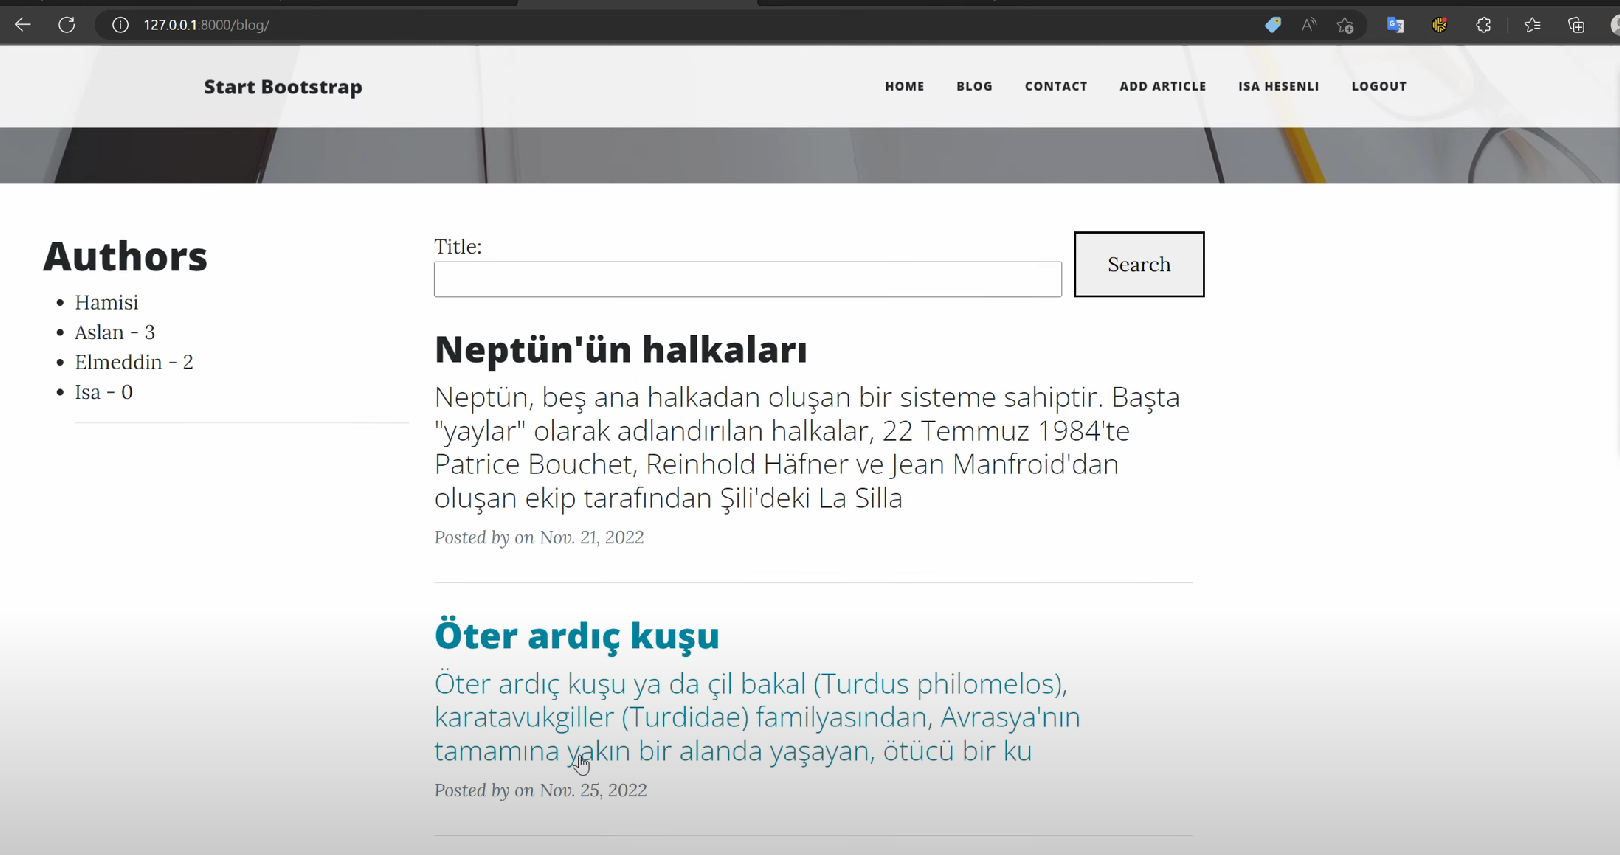 127.0.0.1:8000/blog/
Start Bootstrap
HOME
BLOG
CONTACT
ADD ARTICLE
ISA HESENLI
LOGOUT
Authors
Hamisi
Aslan - 3
Elmeddin - 2
Isa - 0
Title:
Search
Neptün'ün halkaları
Neptün, beş ana halkadan oluşan bir sisteme sahiptir. Başta
"yaylar" olarak adlandırılan halkalar, 22 Temmuz 1984'te
Patrice Bouchet, Reinhold Häfner ve Jean Manfroid'dan
oluşan ekip tarafından Şili'deki La Silla
Posted by on Nov. 21, 2022
Öter ardıç kuşu
Öter ardıç kuşu ya da çil bakal (Turdus philomelos),
karatavukgiller (Turdidae) familyasından, Avrasya'nın
tamamına yakın bir alanda yaşayan, ötücü bir ku
Posted by on Nov. 25, 2022